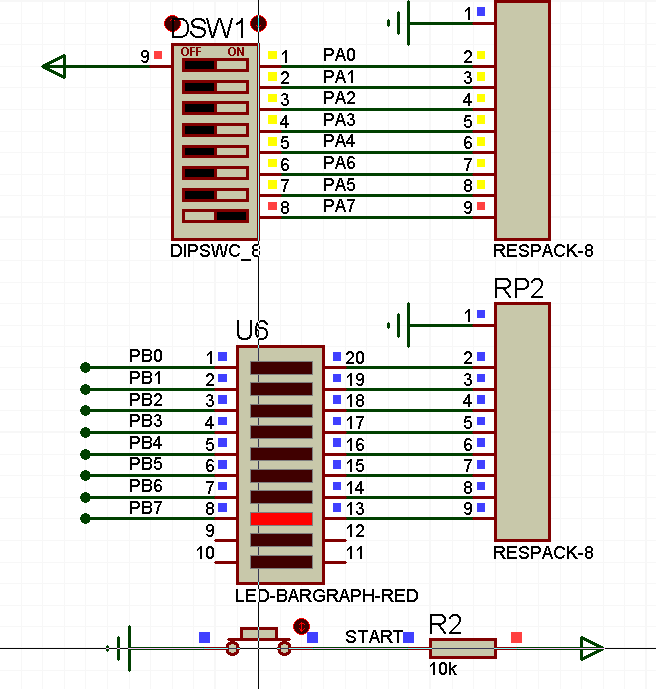 DSW1
1
OFF ON
9
1 PA0 2
2 PA1 3
3 PA2 4
4 PA3 5
5 PA4 6
6 PA6 7
7 PA5 8
8 PA7 9
DIPSWC_8
RESPACK-8
RP2
U6
1
PB0 1 20 2
PB1 2 19 3
PB2 3 18 4
PB3 4 17 5
PB4 5 16 6
PB5 6 15 7
PB6 7 14 8
PB7 8 13 9
9 12
10 11
RESPACK-8
LED-BARGRAPH-RED
START
R2
10k